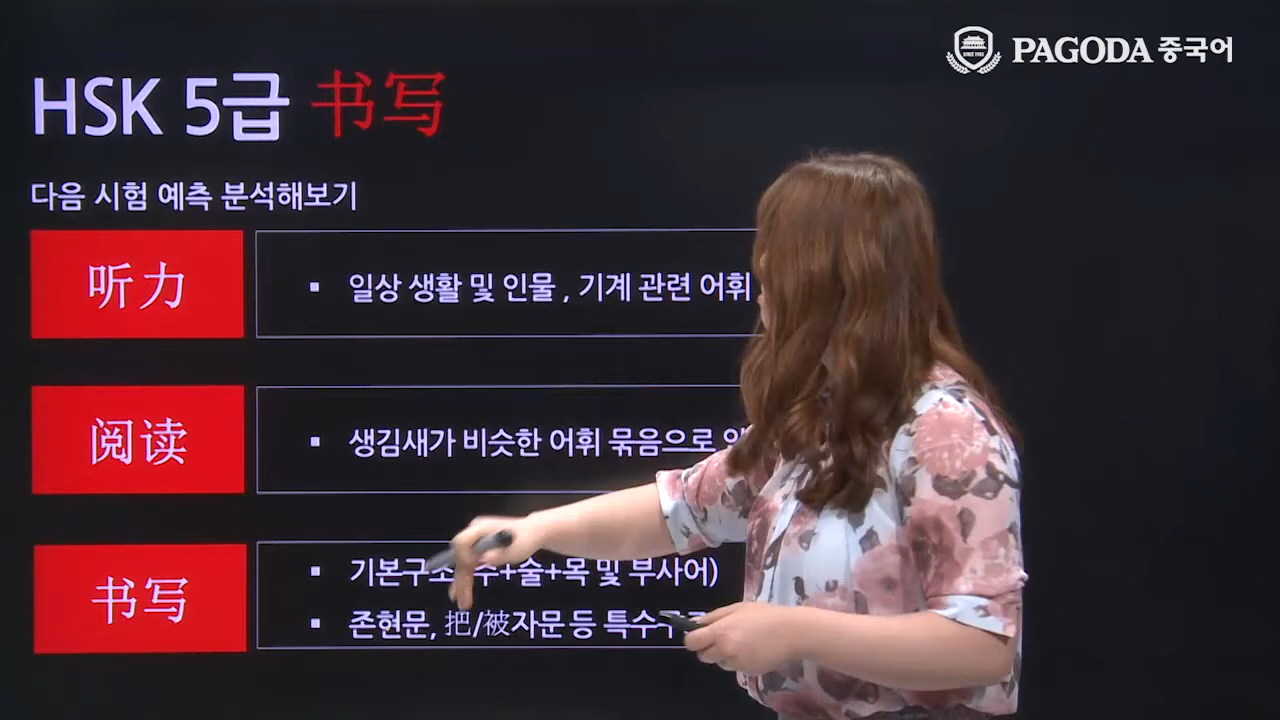 PAGODA 중국어
HSK 5급 书写
다음 시험 예측 분석해보기
听力
▪ 일상 생활 및 인물 , 기계 관련 어휘
阅读
▪ 생김새가 비슷한 어휘 묶음으로
书写
▪ 기본구조(주+술+목 및 부사어)
▪ 존현문, 把/被자문 등 특수